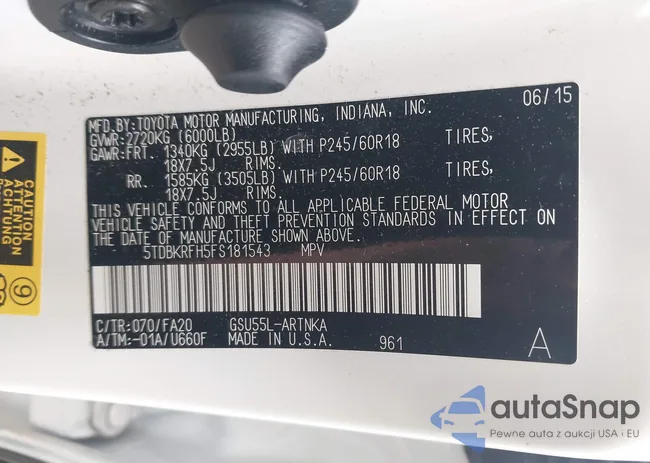 MFD.BY:TOYOTA MOTOR MANUFACTURING, INDIANA, INC. 06/15
GVWR:2720KG (6000LB)
GAWR:FRT. 1340KG (2955LB) WITH P245/60R18 TIRES,
18X7.5J RIMS.
RR. 1585KG (3505LB) WITH P245/60R18 TIRES,
18X7.5J RIMS.
THIS VEHICLE CONFORMS TO ALL APPLICABLE FEDERAL MOTOR
VEHICLE SAFETY AND THEFT PREVENTION STANDARDS IN EFFECT ON
THE DATE OF MANUFACTURE SHOWN ABOVE.
5TDBKRFH5FS181543 MPV
C/TR:070/FA20 GSU55L-ARTNKA
A/TM:-01A/U660F MADE IN U.S.A. 961 A
CAUTION
ATTENTION
ACHTUNG
9
autaSnap
Pewne auta z aukcji USA i EU